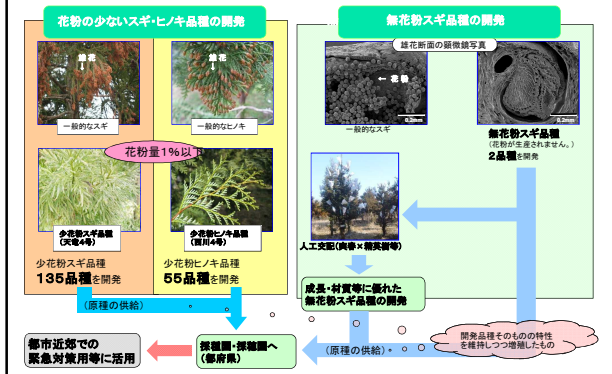 花粉の少ないスギ・ヒノキ品種の開発
雄花
↓
雄花
↓
一般的なスギ
一般的なヒノキ
花粉量1%以下
少花粉スギ品種
(天竜4号)
少花粉ヒノキ品種
(西川4号)
少花粉スギ品種
135品種を開発
少花粉ヒノキ品種
55品種を開発
(原種の供給)
都市近郊での
緊急対策用等に活用
採種園・採穂園へ
(都府県)
無花粉スギ品種の開発
雄花断面の顕微鏡写真
← 花粉
0.2mm
0.2mm
一般的なスギ
無花粉スギ品種
(花粉が生産されません。)
2品種を開発
人工交配(爽春×精英樹等)
成長・材質等に優れた
無花粉スギ品種の開発
(原種の供給)
開発品種そのものの特性
を維持しつつ増殖したもの